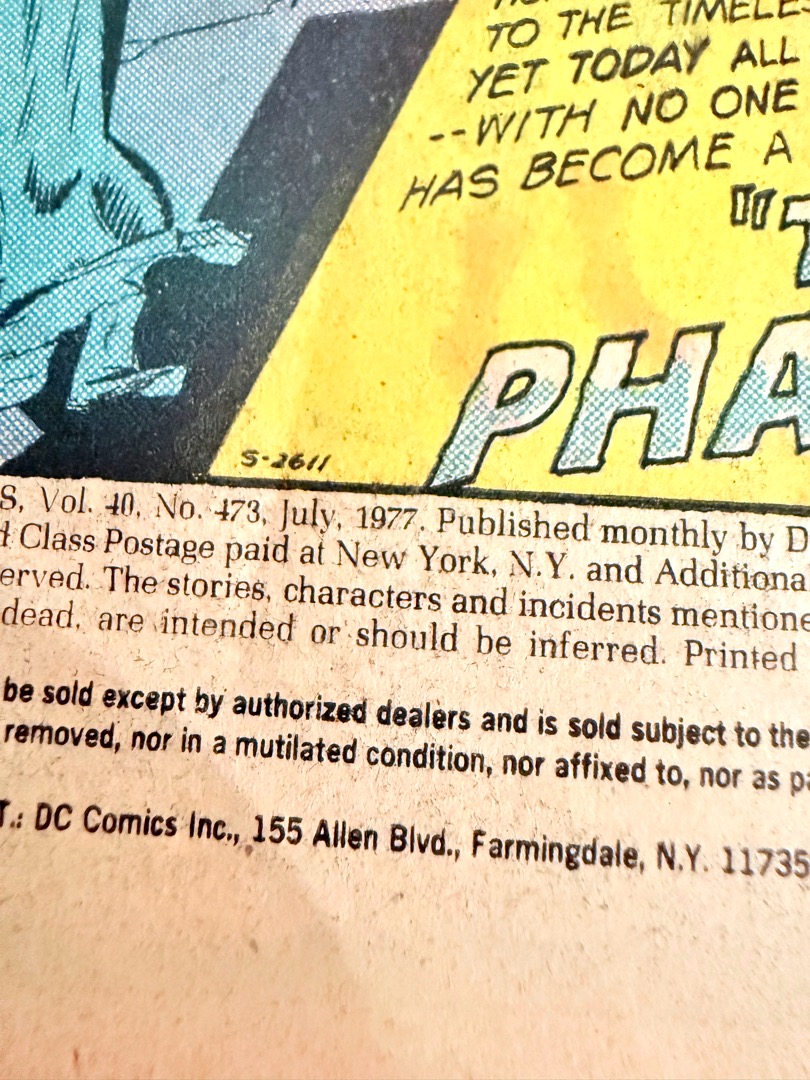 TO THE TIMELES
YET TODAY ALL
--WITH NO ONE
HAS BECOME A
"T
PHA
S-2611
S, Vol. 40, No. 473, July, 1977. Published monthly by D
d Class Postage paid at New York, N.Y. and Additiona
erved. The stories, characters and incidents mentione
dead, are intended or should be inferred. Printed
be sold except by authorized dealers and is sold subject to the
removed, nor in a mutilated condition, nor affixed to, nor as pa
T.: DC Comics Inc., 155 Allen Blvd., Farmingdale, N.Y. 11735